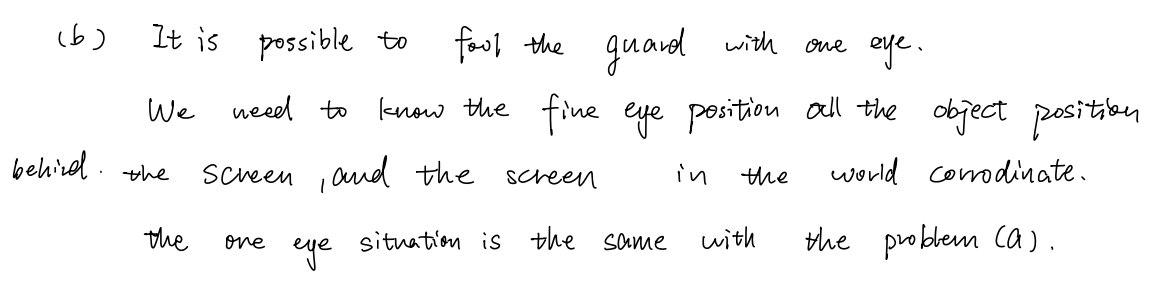 (b) It is possible to fool the guard with one eye.
We need to know the fine eye position all the object position
behind. the screen, and the screen in the world corrodinate.
the one eye situation is the same with the problem (a).